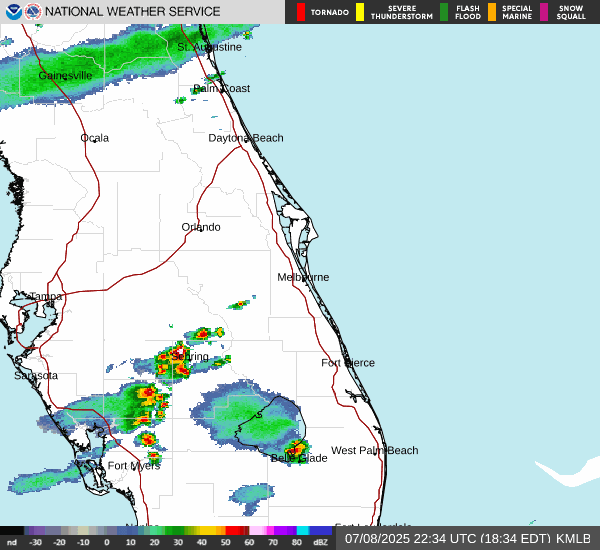 NATIONAL WEATHER SERVICE
TORNADO
SEVERE THUNDERSTORM
FLASH FLOOD
SPECIAL MARINE
SNOW SQUALL
St. Augustine
Gainesville
Palm Coast
Ocala
Daytona Beach
Orlando
Melbourne
Tampa
Sebring
Fort Pierce
Sarasota
West Palm Beach
Belle Glade
Fort Myers
nd -30 -20 -10 0 10 20 30 40 50 60 70 80 dBZ
07/08/2025 22:34 UTC (18:34 EDT) KMLB